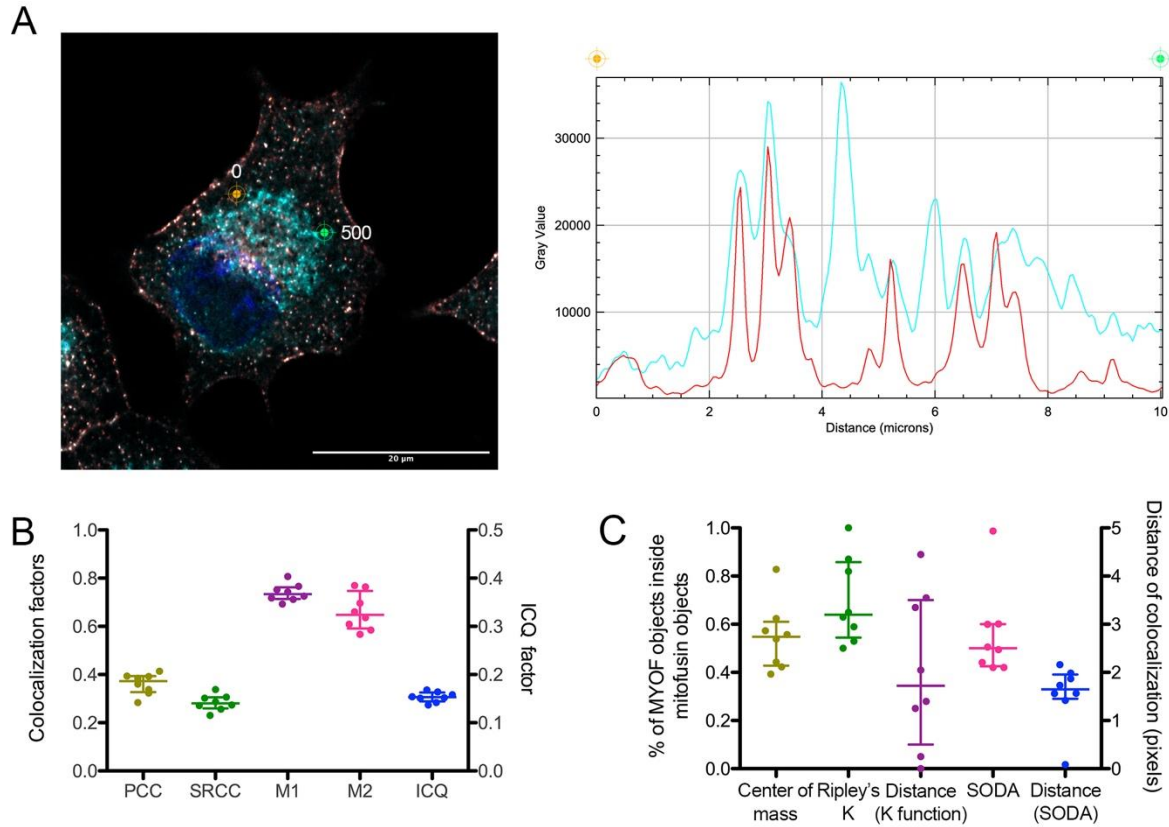 A
0
500
20 µm
Gray Value
30000
20000
10000
0
2
4
6
8
10
Distance (microns)
B
Colocalization factors
1.0
0.8
0.6
0.4
0.2
0.0
PCC
SRCC
M1
M2
ICQ
0.5
0.4
0.3
0.2
0.1
0.0
ICQ factor
C
% of MYOF objects inside
mitofusin objects
1.0
0.8
0.6
0.4
0.2
0.0
Center of
mass
Ripley's
K
Distance
(K function)
SODA
Distance
(SODA)
5
4
3
2
1
0
Distance of colocalization (pixels)